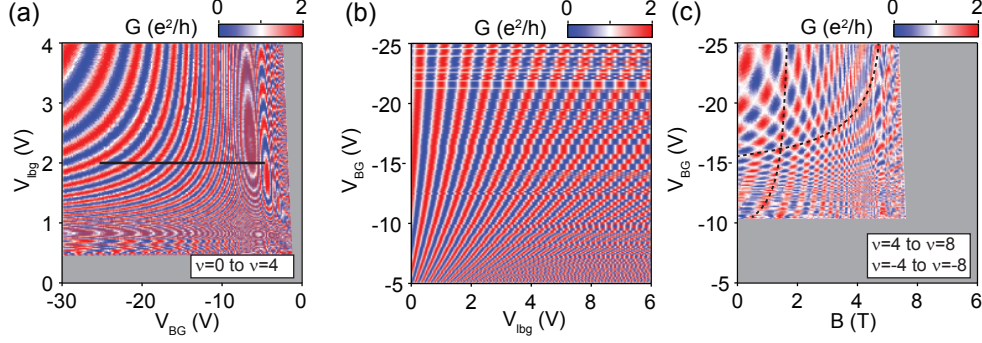 (a) G (e²/h) 0 2
V_lbg (V)
4
3
2
1
0
-30 -20 -10 0
V_BG (V)
ν=0 to ν=4
(b) G (e²/h) 0 2
V_BG (V)
-25
-20
-15
-10
-5
0 2 4 8 6
V_lbg (V)
(c) G (e²/h) 0 2
V_BG (V)
-25
-20
-15
-10
-5
0 2 4 6 8
B (T)
ν=4 to ν=8
ν=-4 to ν=-8